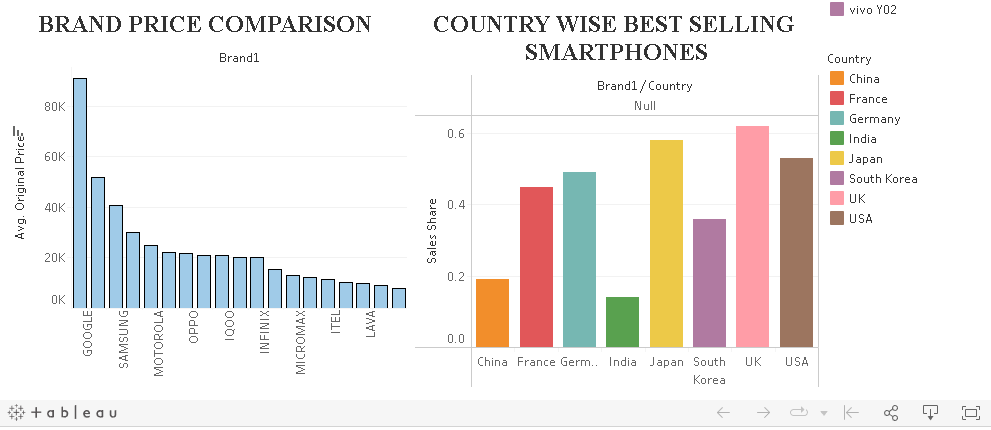 BRAND PRICE COMPARISON
Brand1
Avg. Original Price
80K
60K
40K
20K
0K
GOOGLE
SAMSUNG
MOTOROLA
OPPO
IQOO
INFINIX
MICROMAX
ITEL
LAVA
COUNTRY WISE BEST SELLING
SMARTPHONES
Brand1 / Country
Null
Sales Share
0.6
0.4
0.2
0.0
China
France
Germ..
India
Japan
South
Korea
UK
USA
vivo Y02
Country
China
France
Germany
India
Japan
South Korea
UK
USA
+ableau